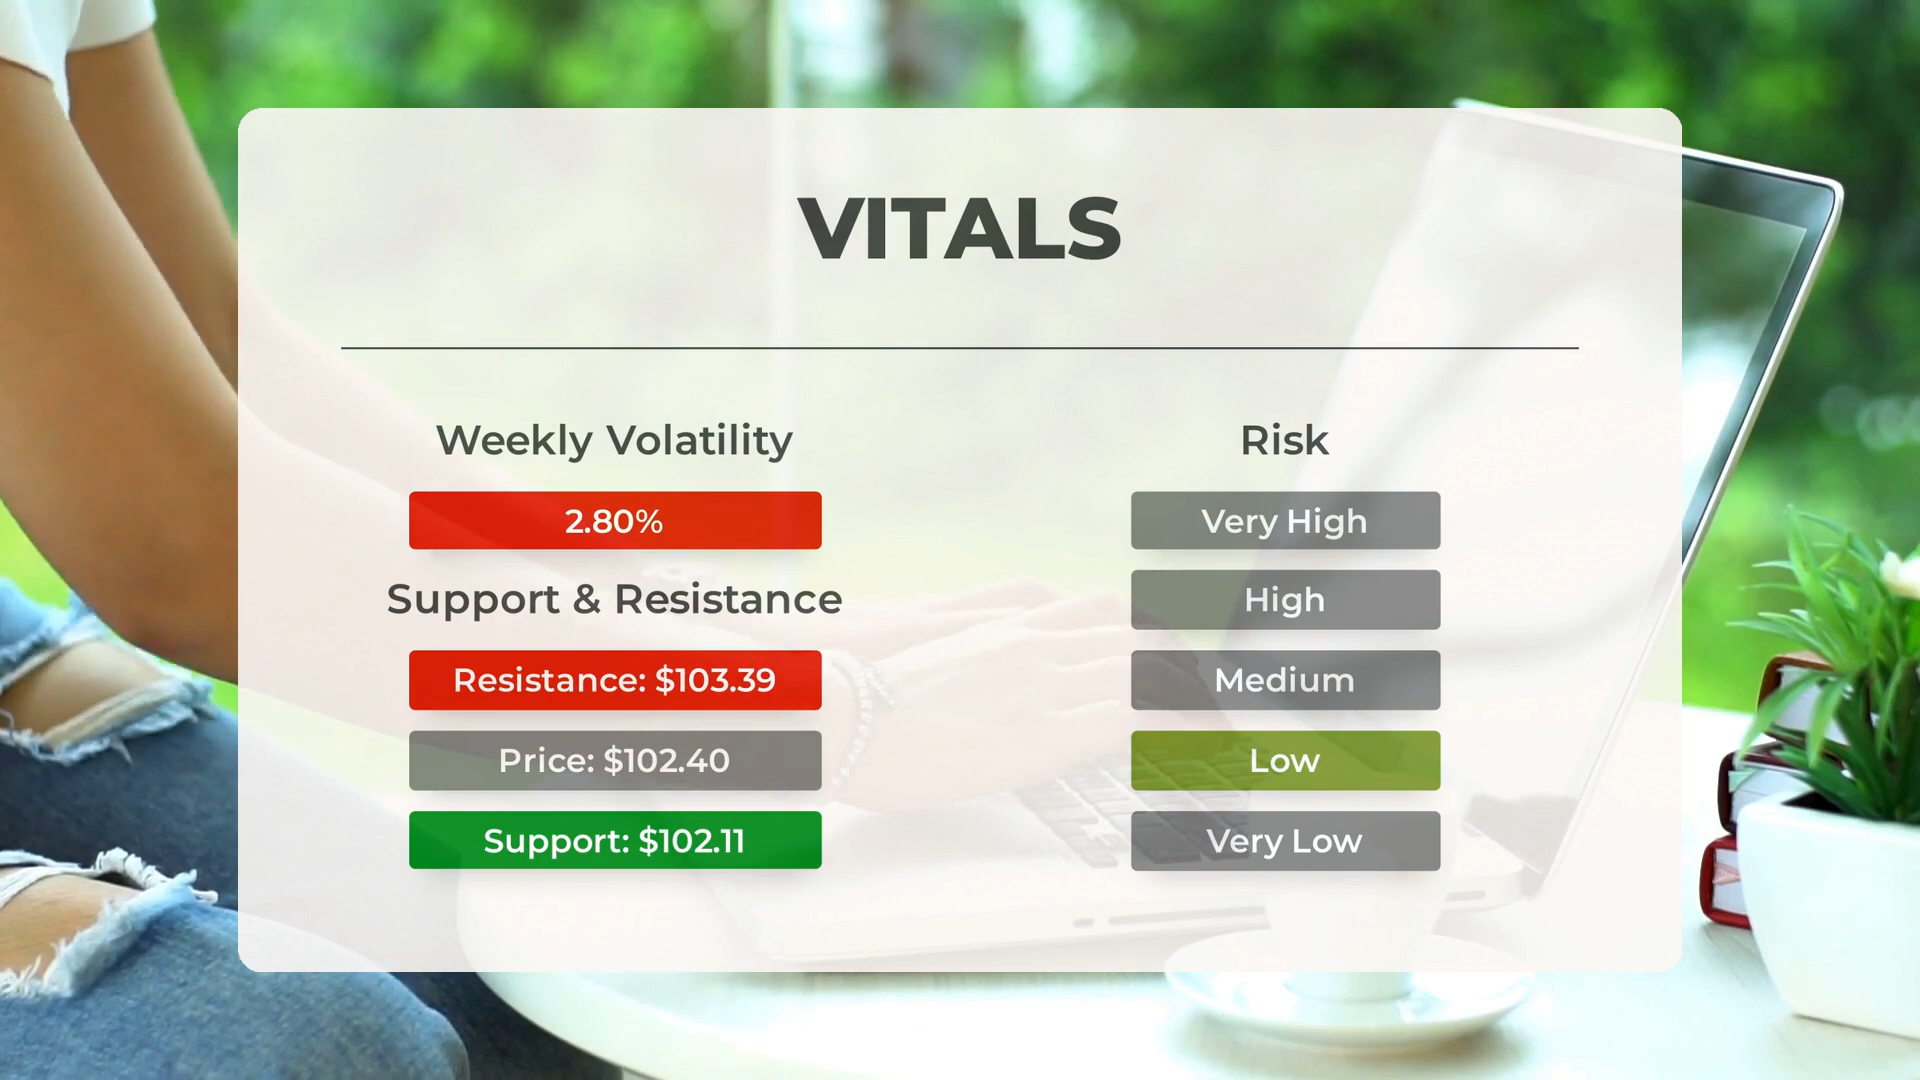 VITALS
Weekly Volatility
2.80%
Support & Resistance
Resistance: $103.39
Price: $102.40
Support: $102.11
Risk
Very High
High
Medium
Low
Very Low